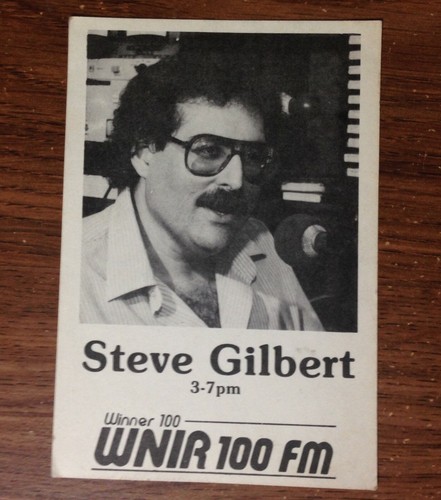 Steve Gilbert
3-7pm
Winner 100
WNIR 100 FM